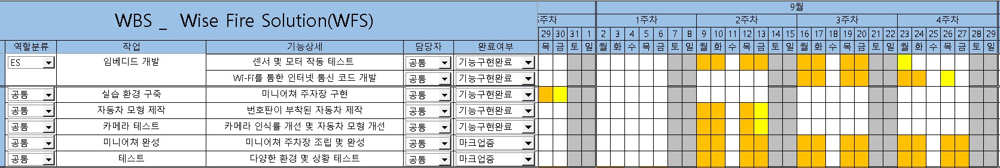 WBS _ Wise Fire Solution(WFS)
9월
5주차 1주차 2주차 3주차 4주차
29 30 31 1 2 3 4 5 6 7 8 9 10 11 12 13 14 15 16 17 18 19 20 21 22 23 24 25 26 27 28 29
역할분류 작업 기능상세 담당자 완료여부 목 금 토 일 월 화 수 목 금 토 일 월 화 수 목 금 토 일 월 화 수 목 금 토 일 월 화 수 목 금 토 일
ES 임베디드 개발 센서 및 모터 작동 테스트 공통 기능구현완료
Wi-Fi를 통한 인터넷 통신 코드 개발 공통 기능구현완료
공통 실습 환경 구축 미니어쳐 주자장 구현 공통 기능구현완료
공통 자동차 모형 제작 번호판이 부착된 자동차 제작 공통 기능구현완료
공통 카메라 테스트 카메라 인식률 개선 및 자동차 모형 개선 공통 기능구현완료
공통 미니어쳐 완성 미니어쳐 주차장 조립 및 완성 공통 마크업중
공통 테스트 다양한 환경 및 상황 테스트 공통 마크업중